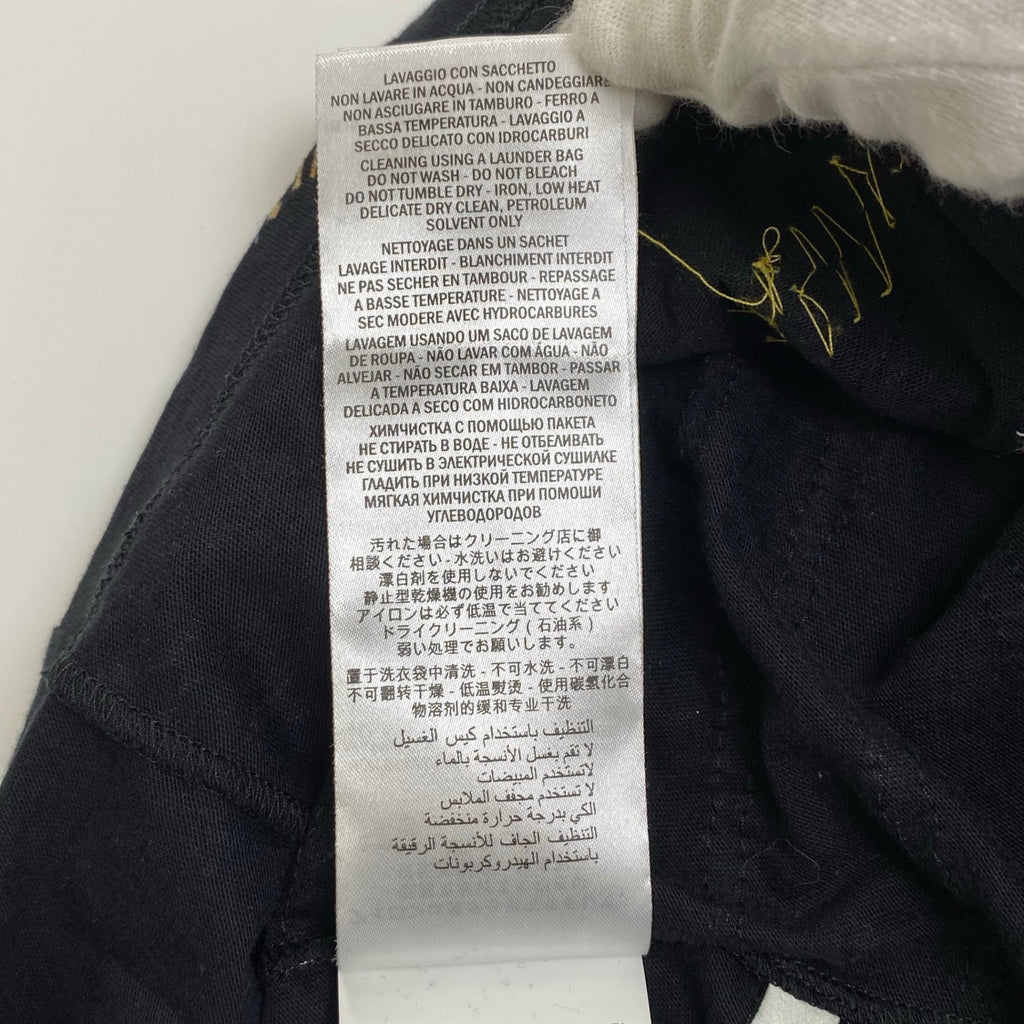 LAVAGGIO CON SACCHETTO
NON LAVARE IN ACQUA - NON CANDEGGIARE
NON ASCIUGARE IN TAMBURO - FERRO A
BASSA TEMPERATURA - LAVAGGIO A
SECCO DELICATO CON IDROCARBURI
CLEANING USING A LAUNDER BAG
DO NOT WASH - DO NOT BLEACH
DO NOT TUMBLE DRY - IRON, LOW HEAT
DELICATE DRY CLEAN, PETROLEUM
SOLVENT ONLY
NETTOYAGE DANS UN SACHET
LAVAGE INTERDIT - BLANCHIMENT INTERDIT
NE PAS SECHER EN TAMBOUR - REPASSAGE
A BASSE TEMPERATURE - NETTOYAGE A
SEC MODERE AVEC HYDROCARBURES
LAVAGEM USANDO UM SACO DE LAVAGEM
DE ROUPA - NÃO LAVAR COM ÁGUA - NÃO
ALVEJAR - NÃO SECAR EM TAMBOR - PASSAR
A TEMPERATURA BAIXA - LAVAGEM
DELICADA A SECO COM HIDROCARBONETO
ХИМЧИСТКА С ПОМОЩЬЮ ПАКЕТА
НЕ СТИРАТЬ В ВОДЕ - НЕ ОТБЕЛИВАТЬ
НЕ СУШИТЬ В ЭЛЕКТРИЧЕСКОЙ СУШИЛКЕ
ГЛАДИТЬ ПРИ НИЗКОЙ ТЕМПЕРАТУРЕ
МЯГКАЯ ХИМЧИСТКА ПРИ ПОМОШИ
УГЛЕВОДОРОДОВ
汚れた場合はクリーニング店に御
相談ください - 水洗いはお避けください
漂白剤を使用しないでください
静止型乾燥機の使用をお勧めします
アイロンは必ず低温で当ててください
ドライクリーニング ( 石油系 )
弱い処理でお願いします。
置于洗衣袋中清洗 - 不可水洗 - 不可漂白
不可翻转干燥 - 低温熨烫 - 使用碳氢化合
物溶剂的缓和专业干洗
التنظيف باستخدام كيس الغسيل
لا تقم بغسل الأنسجة بالماء
لاتستخدم المبيضات
لا تستخدم مجفف الملابس
الكي بدرجة حرارة منخفضة
التنظيف الجاف للأنسجة الرقيقة
باستخدام الهيدروكربونات